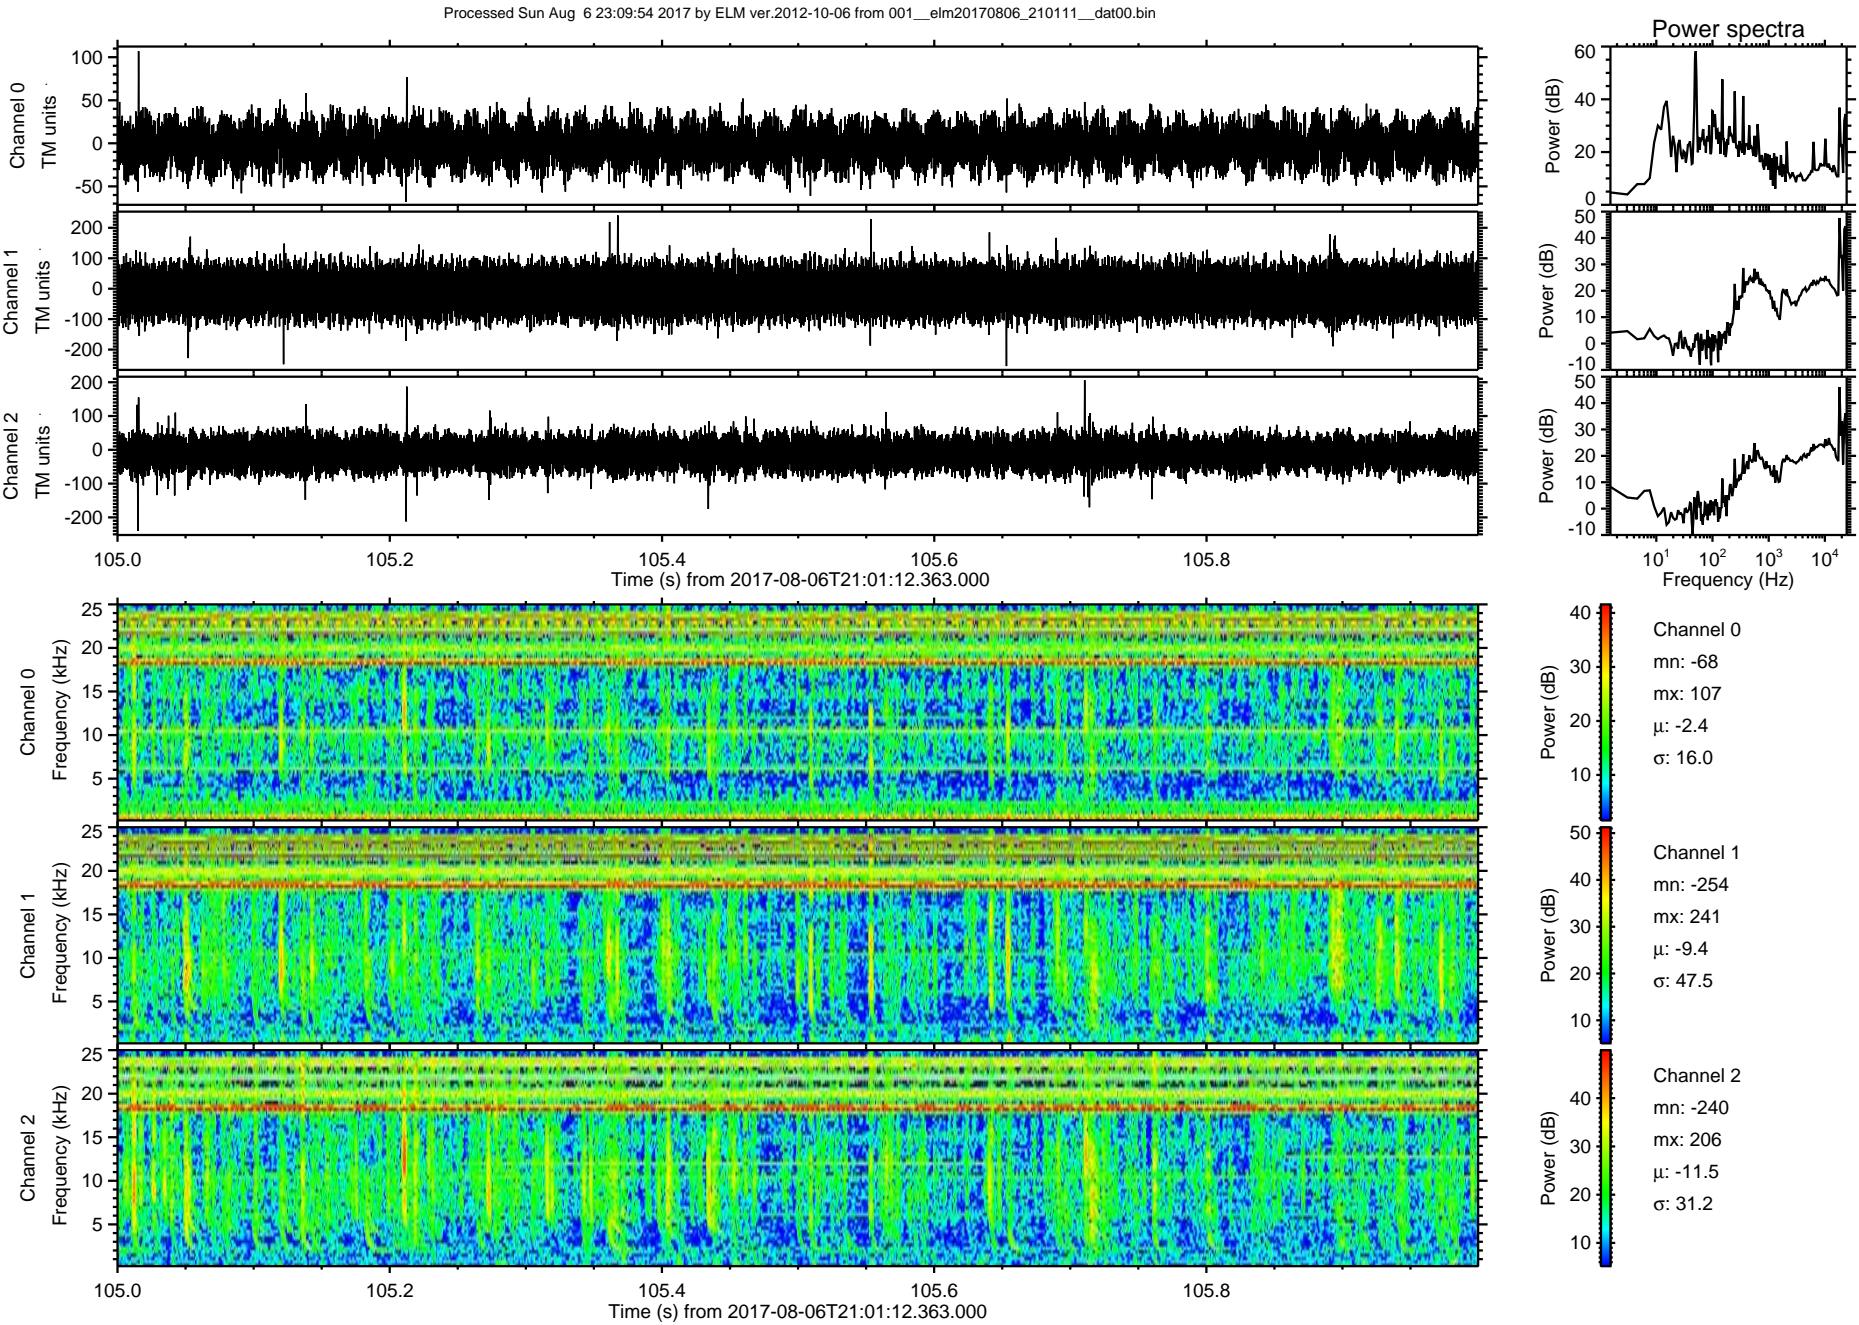 Processed Sun Aug  6 23:09:54 2017 by ELM ver.2012-10-06 from 001__elm20170806_210111__dat00.bin
Power spectra
Channel 0
TM units
100
50
0
-50
Power (dB)
60
40
20
0
Channel 1
TM units
200
100
0
-100
-200
Power (dB)
50
40
30
20
10
0
-10
Channel 2
TM units
200
100
0
-100
-200
Power (dB)
50
40
30
20
10
0
-10
105.0 105.2 105.4 105.6 105.8
Time (s) from 2017-08-06T21:01:12.363.000
10¹ 10² 10³ 10⁴
Frequency (Hz)
Channel 0
Frequency (kHz)
25
20
15
10
5
Power (dB)
40
30
20
10
Channel 0
mn: -68
mx: 107
μ: -2.4
σ: 16.0
Channel 1
Frequency (kHz)
25
20
15
10
5
Power (dB)
50
40
30
20
10
Channel 1
mn: -254
mx: 241
μ: -9.4
σ: 47.5
Channel 2
Frequency (kHz)
25
20
15
10
5
Power (dB)
40
30
20
10
Channel 2
mn: -240
mx: 206
μ: -11.5
σ: 31.2
105.0 105.2 105.4 105.6 105.8
Time (s) from 2017-08-06T21:01:12.363.000